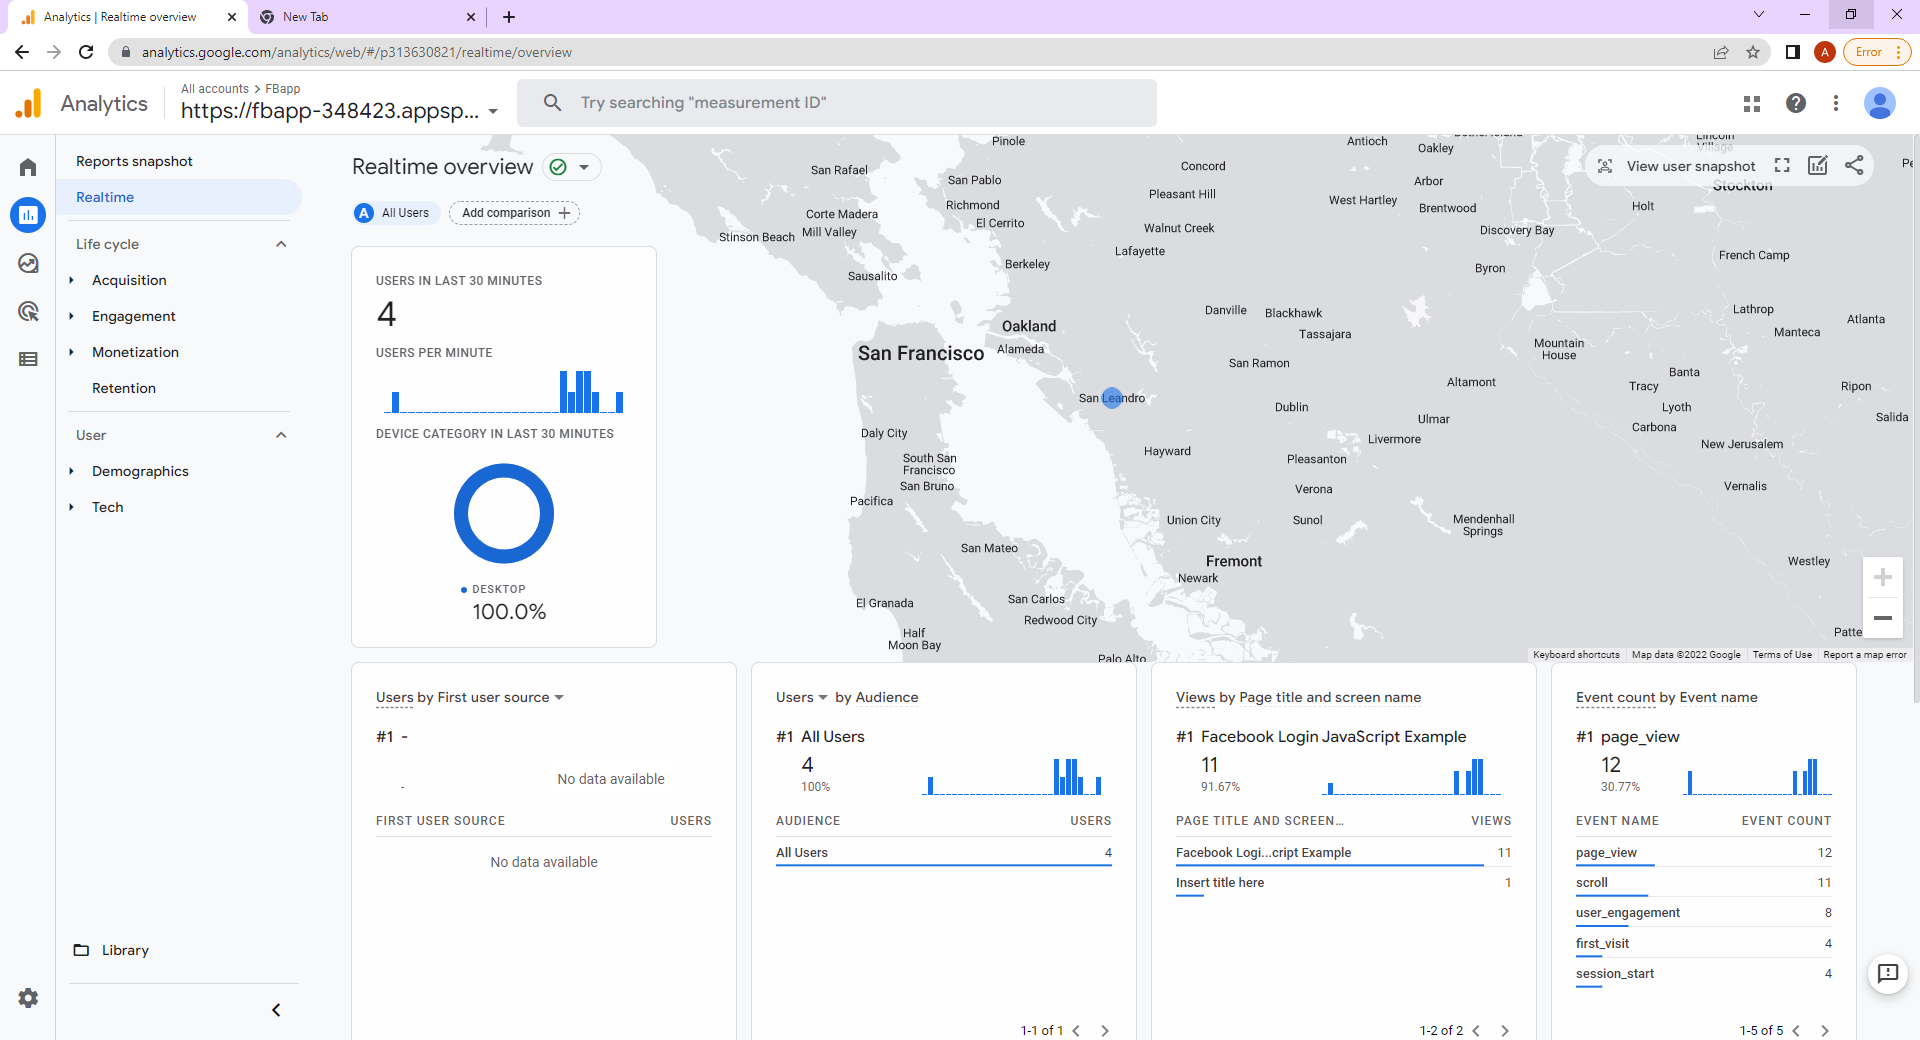 Analytics | Realtime overview
New Tab
analytics.google.com/analytics/web/#/p313630821/realtime/overview
A
Error
Analytics
All accounts > FBapp
https://fbapp-348423.appsp...
Try searching "measurement ID"
Reports snapshot
Realtime
Life cycle
Acquisition
Engagement
Monetization
Retention
User
Demographics
Tech
Library
Realtime overview
View user snapshot
A All Users
Add comparison +
USERS IN LAST 30 MINUTES
4
USERS PER MINUTE
DEVICE CATEGORY IN LAST 30 MINUTES
DESKTOP
100.0%
Pinole
Antioch
Oakley
Lincoln
Village
San Rafael
Concord
San Pablo
Pleasant Hill
Arbor
Stockton
Richmond
West Hartley
Brentwood
Holt
Corte Madera
El Cerrito
Mill Valley
Walnut Creek
Discovery Bay
Stinson Beach
Lafayette
French Camp
Berkeley
Byron
Sausalito
Danville
Blackhawk
Lathrop
Atlanta
Oakland
Tassajara
Manteca
San Francisco
Alameda
Mountain
House
San Ramon
Banta
Altamont
Tracy
Ripon
San Leandro
Dublin
Lyoth
Ulmar
Salida
Carbona
Daly City
Livermore
New Jerusalem
Hayward
South San
Francisco
Pleasanton
San Bruno
Verona
Vernalis
Pacifica
Union City
Sunol
Mendenhall
Springs
San Mateo
Fremont
Westley
Newark
El Granada
San Carlos
Redwood City
Half
Moon Bay
Patte
Palo Alto
Keyboard shortcuts
Map data ©2022 Google
Terms of Use
Report a map error
Users by First user source
#1 -
-
No data available
FIRST USER SOURCE USERS
No data available
Users by Audience
#1 All Users
4
100%
AUDIENCE USERS
All Users 4
1-1 of 1
Views by Page title and screen name
#1 Facebook Login JavaScript Example
11
91.67%
PAGE TITLE AND SCREEN... VIEWS
Facebook Logi...cript Example 11
Insert title here 1
1-2 of 2
Event count by Event name
#1 page_view
12
30.77%
EVENT NAME EVENT COUNT
page_view 12
scroll 11
user_engagement 8
first_visit 4
session_start 4
1-5 of 5